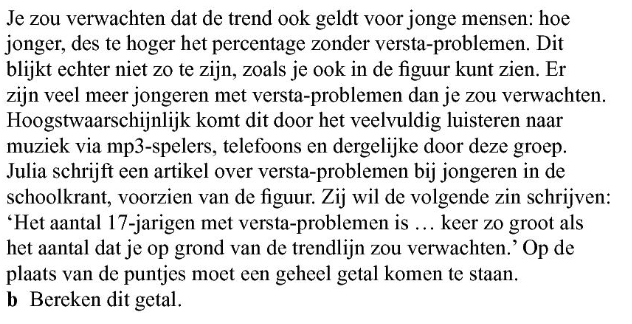 Je zou verwachten dat de trend ook geldt voor jonge mensen: hoe
jonger, des te hoger het percentage zonder versta-problemen. Dit
blijkt echter niet zo te zijn, zoals je ook in de figuur kunt zien. Er
zijn veel meer jongeren met versta-problemen dan je zou verwachten.
Hoogstwaarschijnlijk komt dit door het veelvuldig luisteren naar
muziek via mp3-spelers, telefoons en dergelijke door deze groep.
Julia schrijft een artikel over versta-problemen bij jongeren in de
schoolkrant, voorzien van de figuur. Zij wil de volgende zin schrijven:
‘Het aantal 17-jarigen met versta-problemen is … keer zo groot als
het aantal dat je op grond van de trendlijn zou verwachten.’ Op de
plaats van de puntjes moet een geheel getal komen te staan.
b Bereken dit getal.